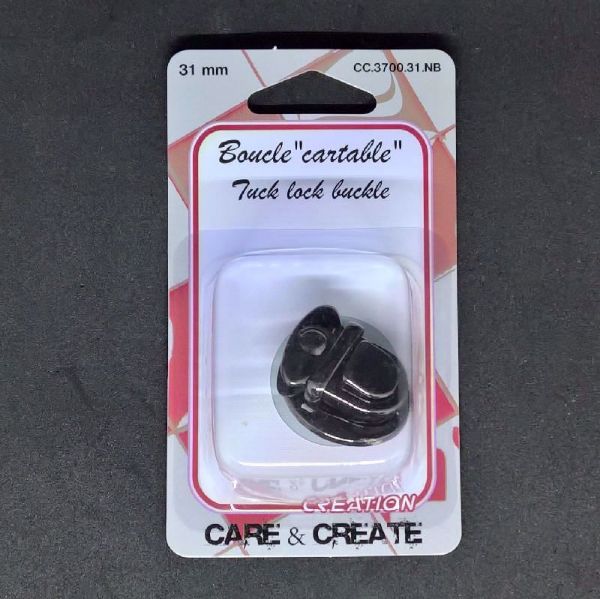 31 mm CC.3700.31.NB
Boucle "cartable"
Tuck lock buckle
CREATION
CARE & CREATE